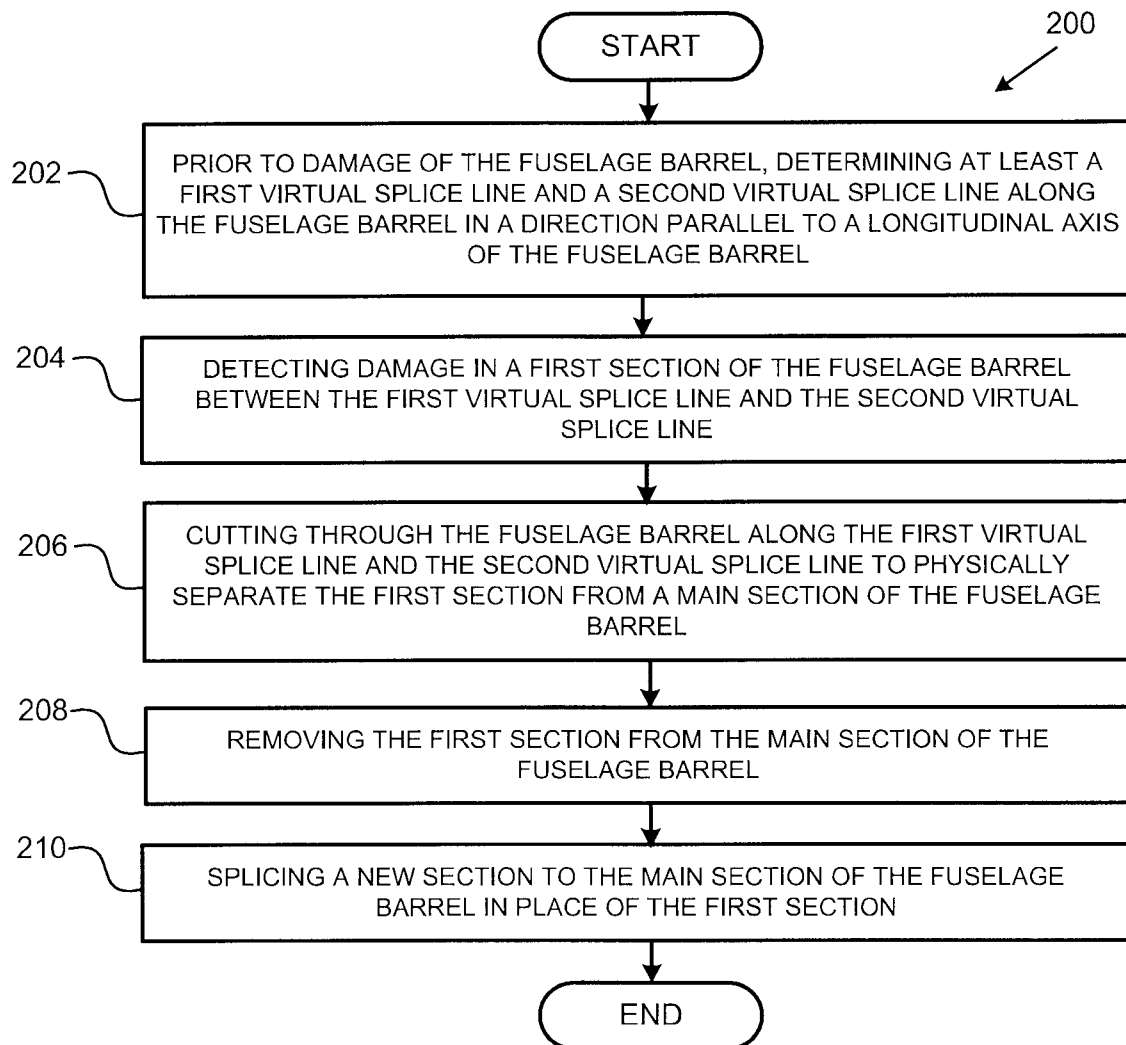 START
200
202
PRIOR TO DAMAGE OF THE FUSELAGE BARREL, DETERMINING AT LEAST A
FIRST VIRTUAL SPLICE LINE AND A SECOND VIRTUAL SPLICE LINE ALONG
THE FUSELAGE BARREL IN A DIRECTION PARALLEL TO A LONGITUDINAL AXIS
OF THE FUSELAGE BARREL
204
DETECTING DAMAGE IN A FIRST SECTION OF THE FUSELAGE BARREL
BETWEEN THE FIRST VIRTUAL SPLICE LINE AND THE SECOND VIRTUAL
SPLICE LINE
206
CUTTING THROUGH THE FUSELAGE BARREL ALONG THE FIRST VIRTUAL
SPLICE LINE AND THE SECOND VIRTUAL SPLICE LINE TO PHYSICALLY
SEPARATE THE FIRST SECTION FROM A MAIN SECTION OF THE FUSELAGE
BARREL
208
REMOVING THE FIRST SECTION FROM THE MAIN SECTION OF THE
FUSELAGE BARREL
210
SPLICING A NEW SECTION TO THE MAIN SECTION OF THE FUSELAGE
BARREL IN PLACE OF THE FIRST SECTION
END